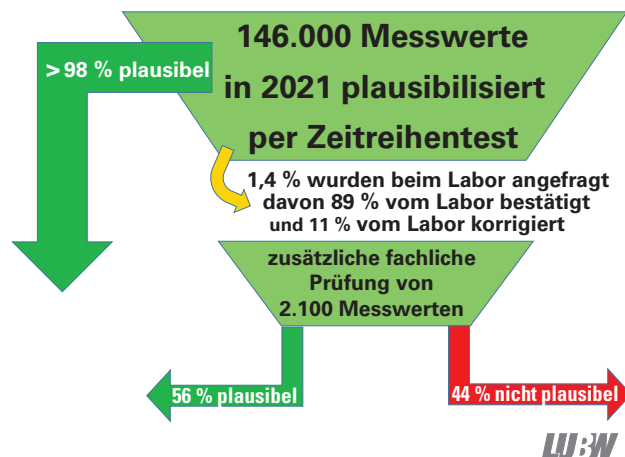 146.000 Messwerte
> 98 % plausibel
in 2021 plausibilisiert
per Zeitreihentest
1,4 % wurden beim Labor angefragt
davon 89 % vom Labor bestätigt
und 11 % vom Labor korrigiert
zusätzliche fachliche
Prüfung von
2.100 Messwerten
56 % plausibel
44 % nicht plausibel
LUBW